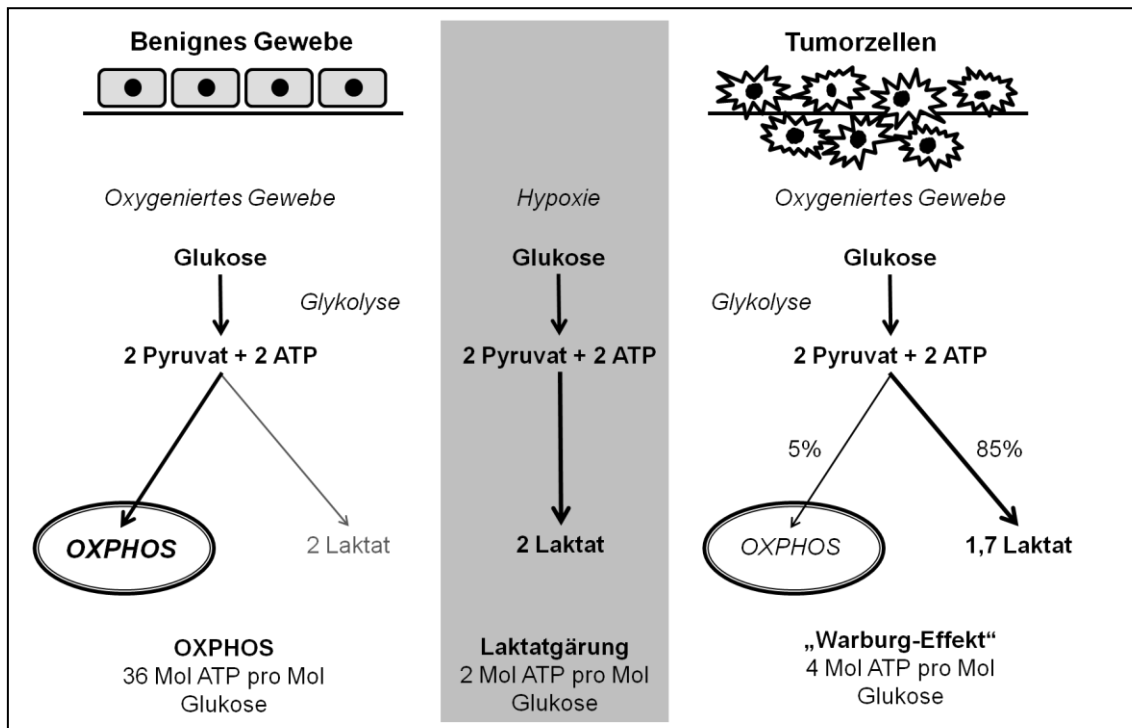 Benignes Gewebe
Oxygeniertes Gewebe
Glukose
Glykolyse
2 Pyruvat + 2 ATP
OXPHOS
2 Laktat
OXPHOS
36 Mol ATP pro Mol
Glukose
Hypoxie
Glukose
2 Pyruvat + 2 ATP
2 Laktat
Laktatgärung
2 Mol ATP pro Mol
Glukose
Tumorzellen
Oxygeniertes Gewebe
Glukose
Glykolyse
2 Pyruvat + 2 ATP
5%
85%
OXPHOS
1,7 Laktat
„Warburg-Effekt“
4 Mol ATP pro Mol
Glukose